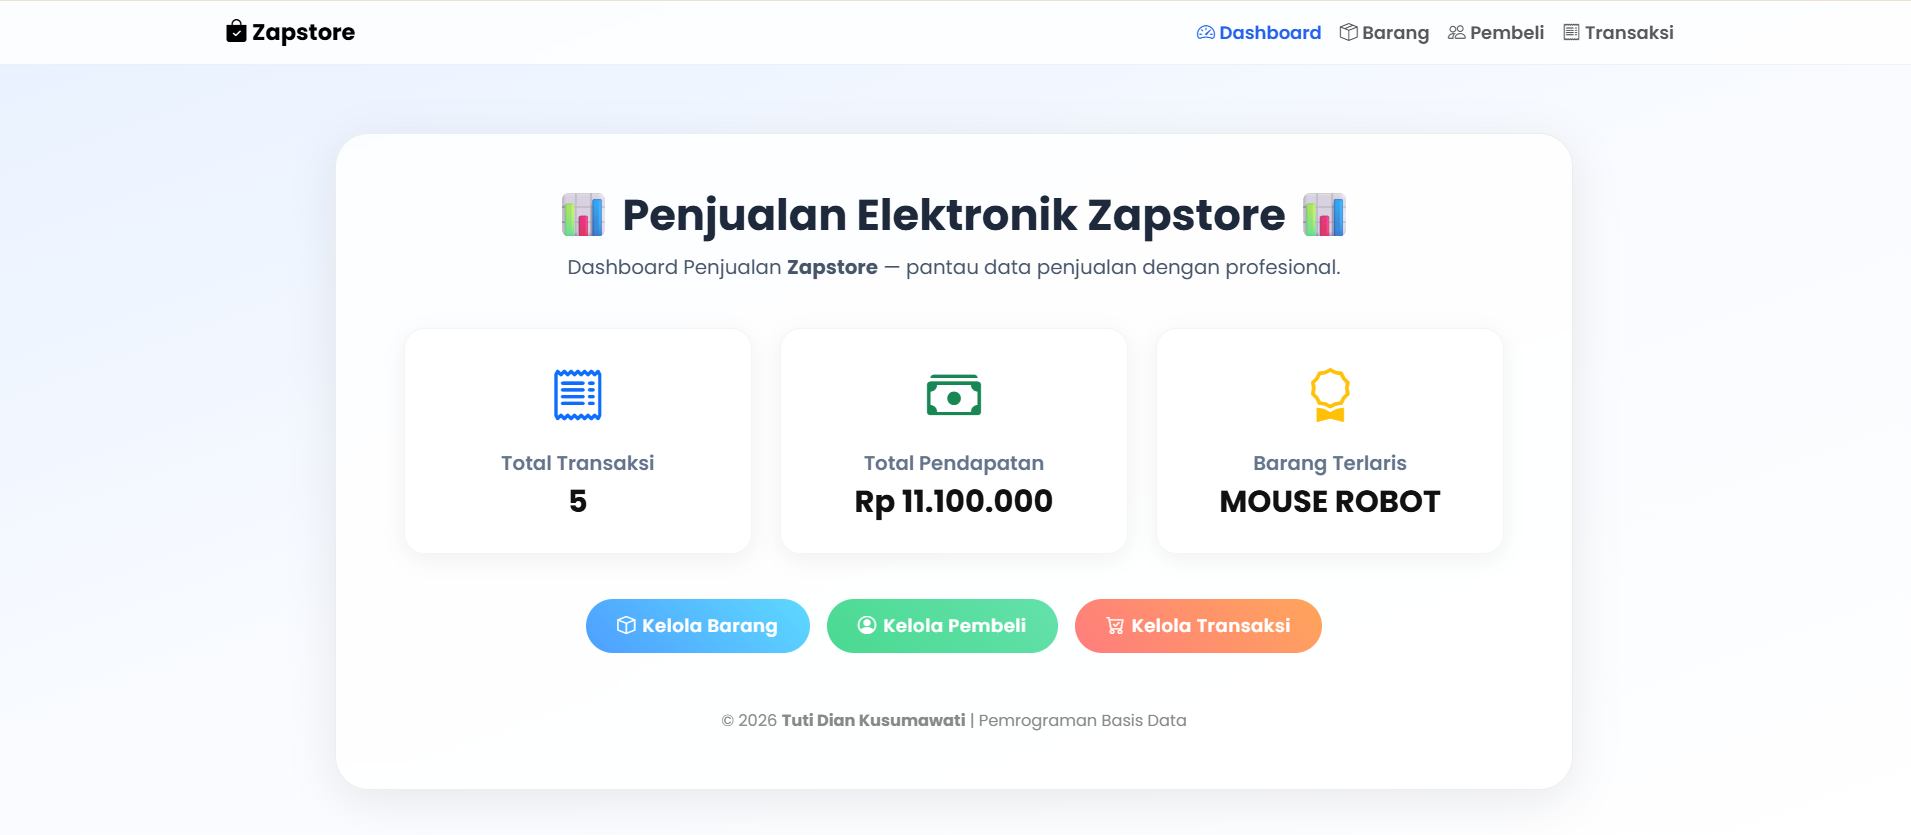 Zapstore
Dashboard Barang Pembeli Transaksi
Penjualan Elektronik Zapstore
Dashboard Penjualan Zapstore — pantau data penjualan dengan profesional.
Total Transaksi
5
Total Pendapatan
Rp 11.100.000
Barang Terlaris
MOUSE ROBOT
Kelola Barang
Kelola Pembeli
Kelola Transaksi
© 2026 Tuti Dian Kusumawati | Pemrograman Basis Data